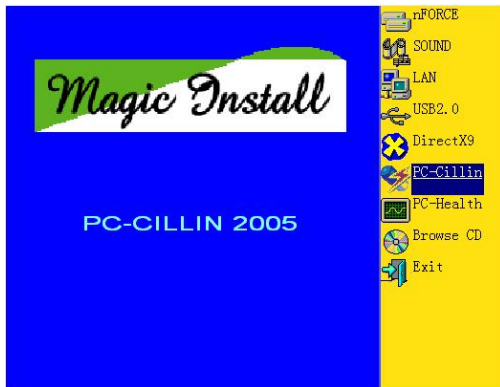 Magic Install
PC-CILLIN 2005
nFORCE
SOUND
LAN
USB2.0
DirectX9
PC-Cillin
PC-Health
Browse CD
Exit